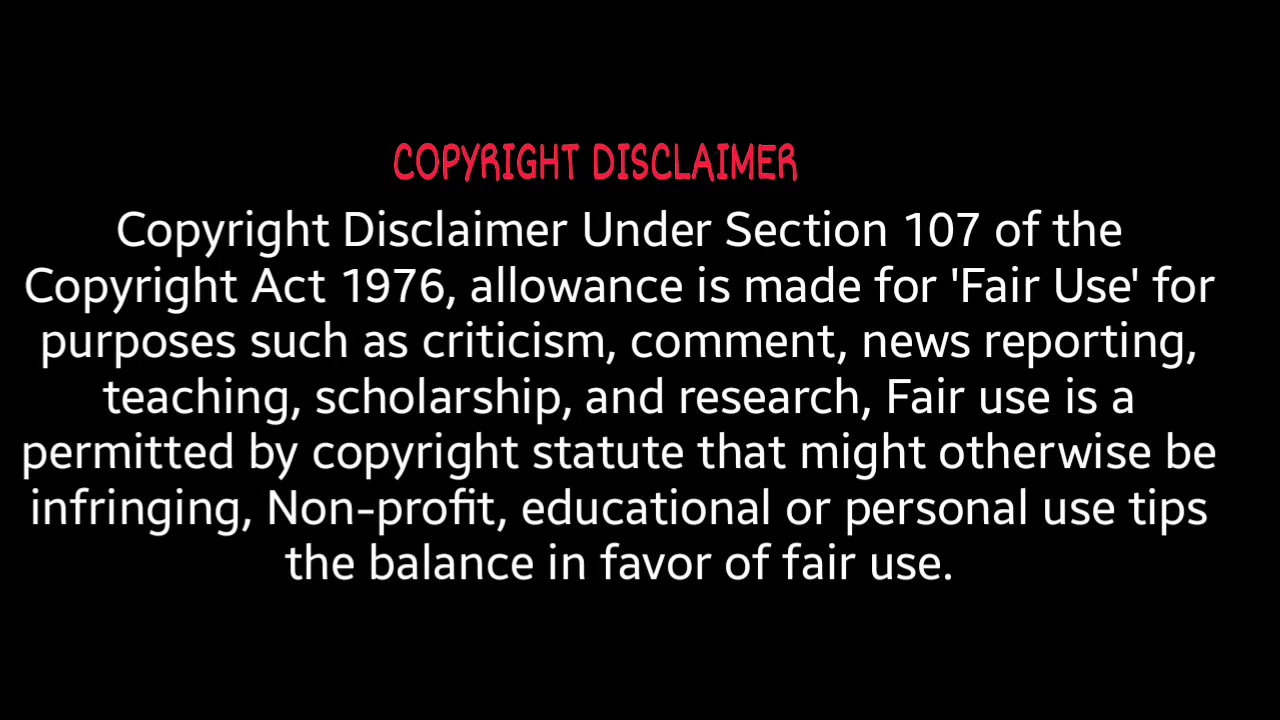 COPYRIGHT DISCLAIMER
Copyright Disclaimer Under Section 107 of the
Copyright Act 1976, allowance is made for 'Fair Use' for
purposes such as criticism, comment, news reporting,
teaching, scholarship, and research, Fair use is a
permitted by copyright statute that might otherwise be
infringing, Non-profit, educational or personal use tips
the balance in favor of fair use.